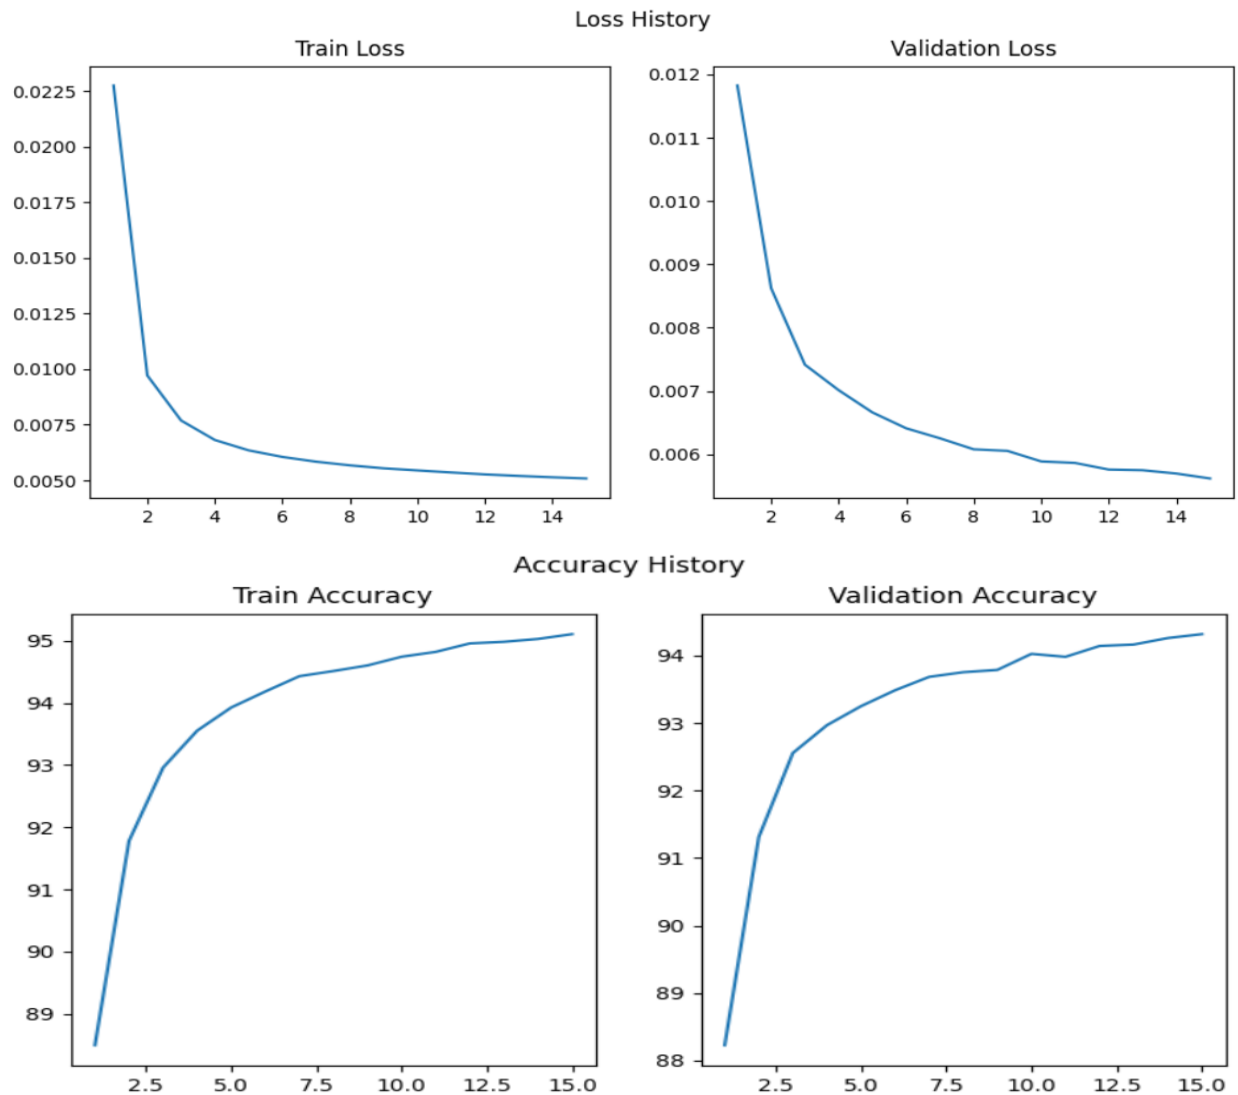 Loss History
Train Loss
Validation Loss
0.0225
0.0200
0.0175
0.0150
0.0125
0.0100
0.0075
0.0050
2 4 6 8 10 12 14
0.012
0.011
0.010
0.009
0.008
0.007
0.006
2 4 6 8 10 12 14
Accuracy History
Train Accuracy
Validation Accuracy
95
94
93
92
91
90
89
2.5 5.0 7.5 10.0 12.5 15.0
94
93
92
91
90
89
88
2.5 5.0 7.5 10.0 12.5 15.0